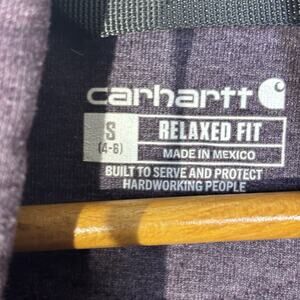 carhartt
S
(4-6)
RELAXED FIT
MADE IN MEXICO
BUILT TO SERVE AND PROTECT
HARDWORKING PEOPLE